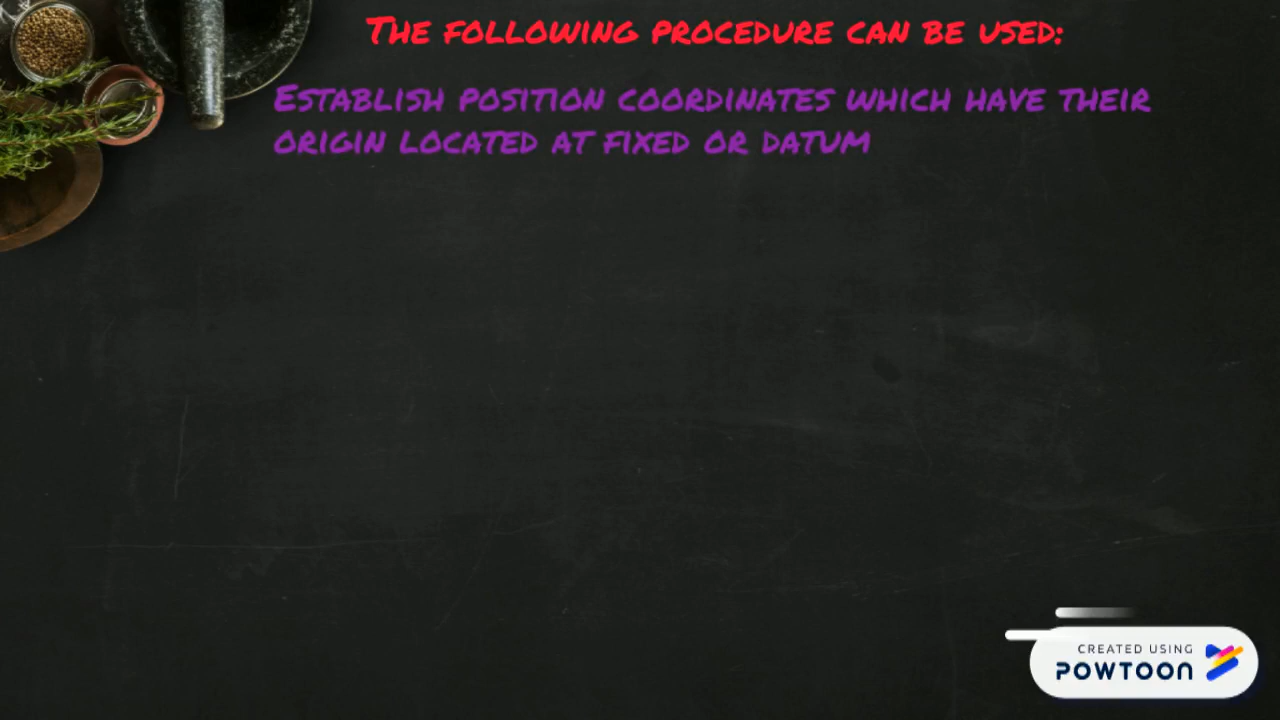 The following procedure can be used:
Establish position coordinates which have their
origin located at fixed or datum
CREATED USING
POWTOON